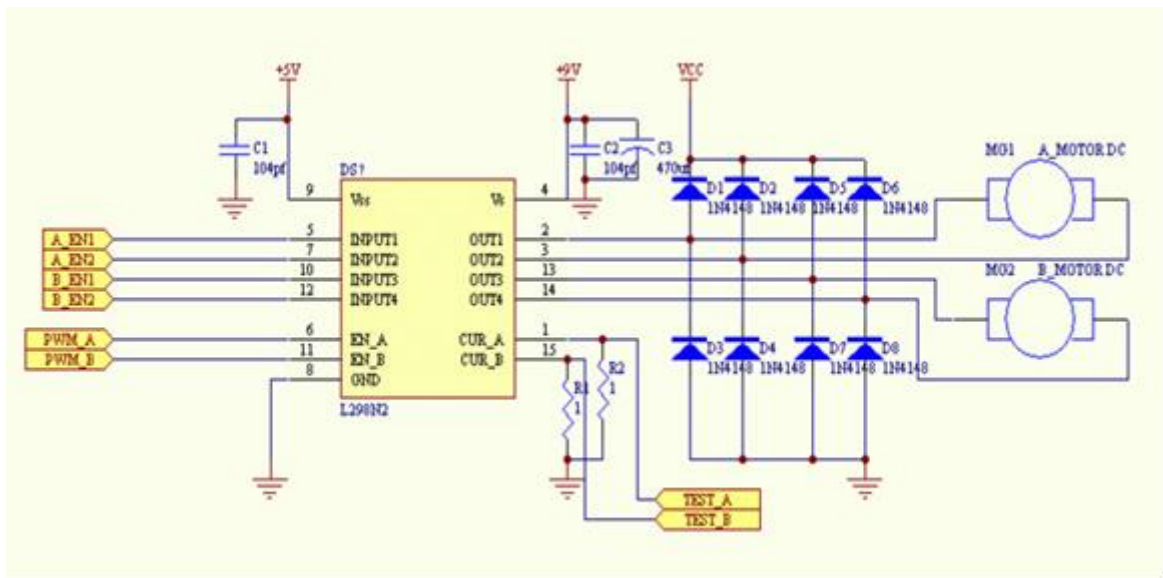 +5V
+9V
VCC
C1
104pf
C2
104pf
C3
470uf
DS?
9
Vss
Vs
4
D1
1N4148
D2
1N4148
D5
1N4148
D6
1N4148
MG1
A_MOTOR DC
A_EN1
5
INPUT1
OUT1
2
A_EN2
7
INPUT2
OUT2
3
B_EN1
10
INPUT3
OUT3
13
B_EN2
12
INPUT4
OUT4
14
MG2
B_MOTOR DC
PWM_A
6
EN_A
CUR_A
1
PWM_B
11
EN_B
CUR_B
15
8
GND
L298N2
R1
1
R2
1
D3
1N4148
D4
1N4148
D7
1N4148
D8
1N4148
TEST_A
TEST_B